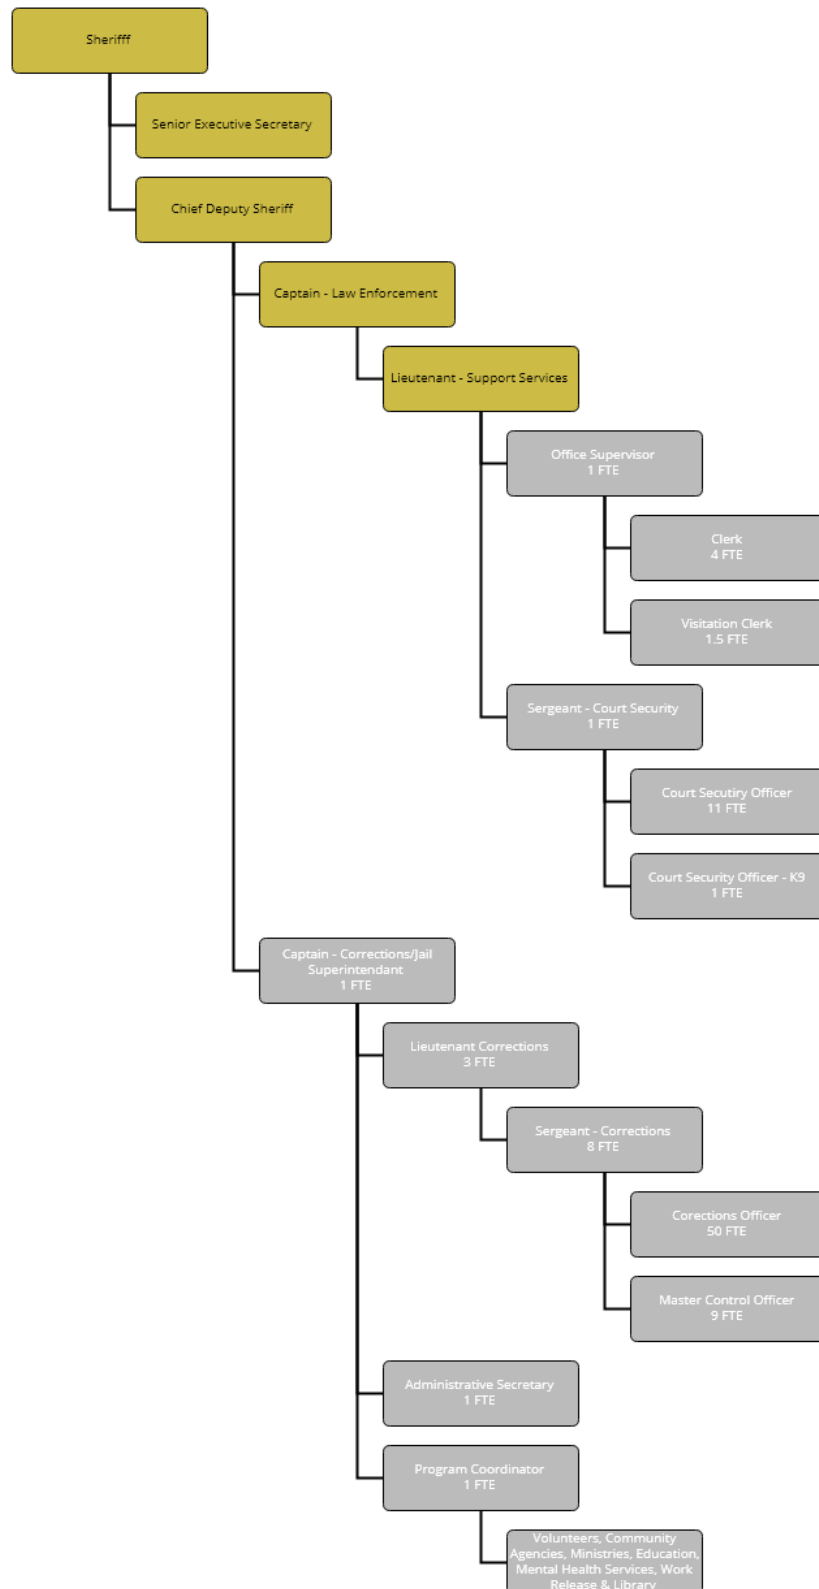 Sherifff
Senior Executive Secretary
Chief Deputy Sheriff
Captain - Law Enforcement
Lieutenant - Support Services
Office Supervisor
1 FTE
Clerk
4 FTE
Visitation Clerk
1.5 FTE
Sergeant - Court Security
1 FTE
Court Secutiry Officer
11 FTE
Court Security Officer - K9
1 FTE
Captain - Corrections/Jail
Superintendant
1 FTE
Lieutenant Corrections
3 FTE
Sergeant - Corrections
8 FTE
Corections Officer
50 FTE
Master Control Officer
9 FTE
Administrative Secretary
1 FTE
Program Coordinator
1 FTE
Volunteers, Community
Agencies, Ministries, Education,
Mental Health Services, Work
Release & Library